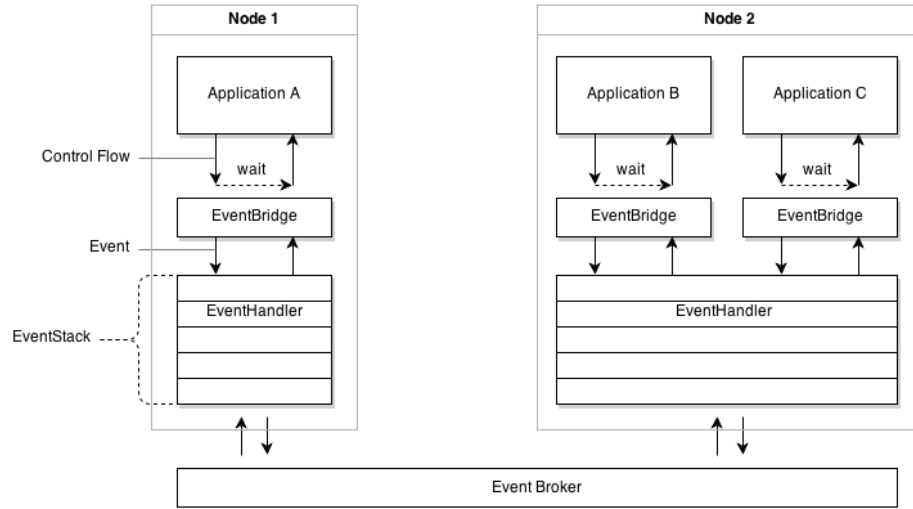 Node 1
Node 2
Application A
Application B
Application C
Control Flow
wait
wait
wait
EventBridge
EventBridge
EventBridge
Event
EventHandler
EventHandler
EventStack
Event Broker